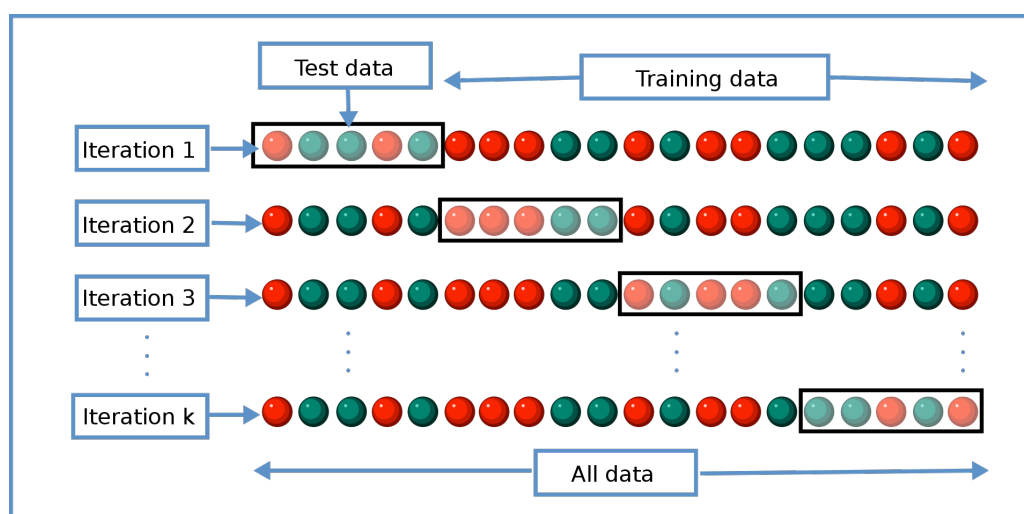 Test data
Training data
Iteration 1
Iteration 2
Iteration 3
Iteration k
All data